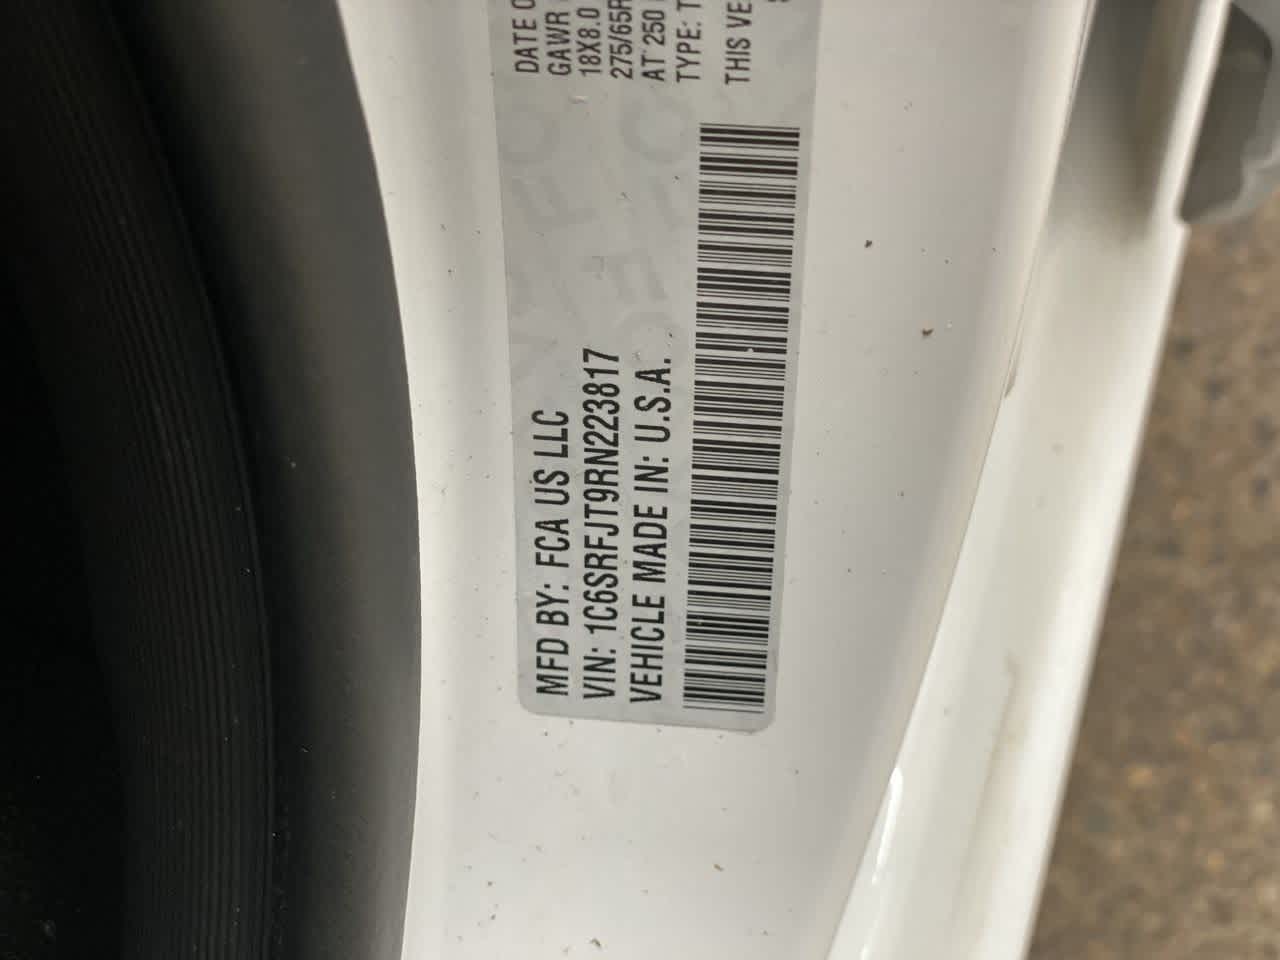 MFD BY: FCA US LLC
VIN: 1C6SRFJT9RN223817
VEHICLE MADE IN: U.S.A.
DATE O
GAWR
18X8.0
275/65R
AT 250
TYPE: T
THIS VE